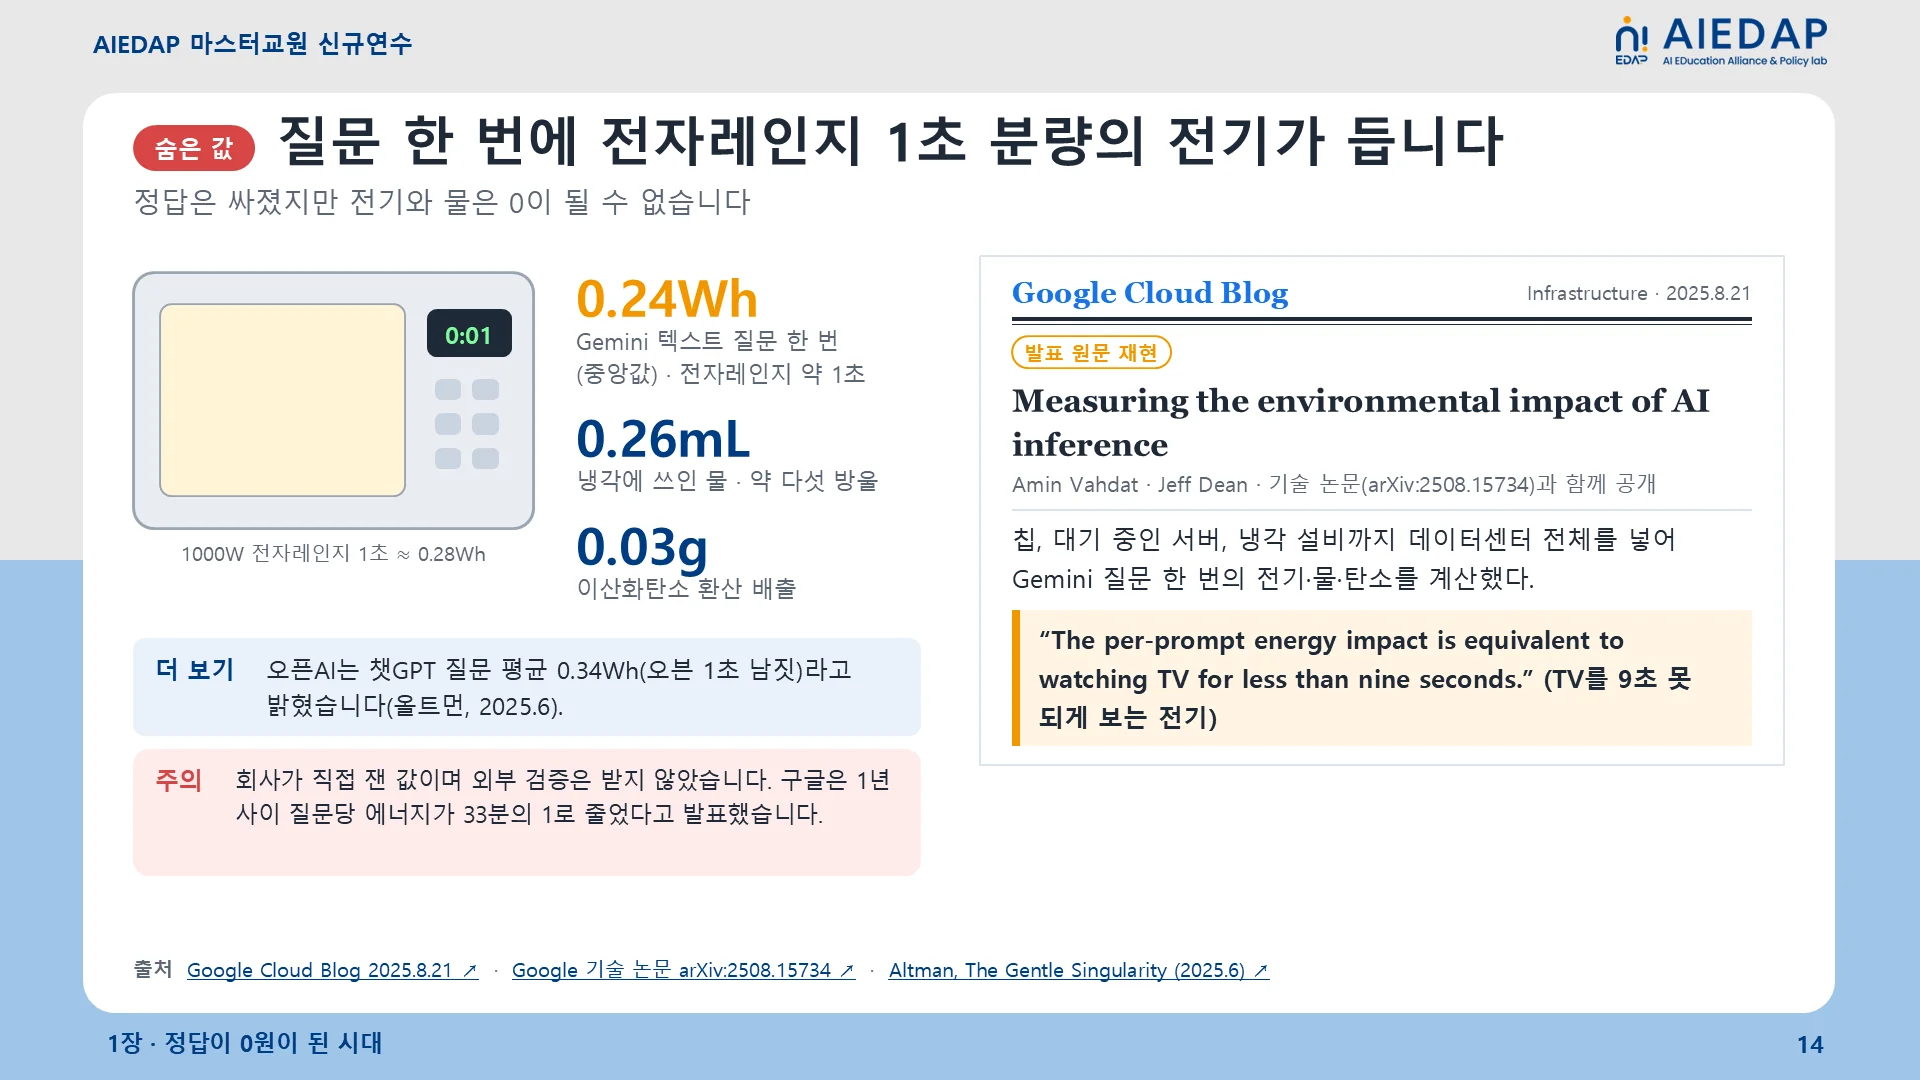 AIEDAP 마스터교원 신규연수
EDAP
AIEDAP
AI EDucation Alliance & Policy lab
숨은 값
질문 한 번에 전자레인지 1초 분량의 전기가 듭니다
정답은 싸졌지만 전기와 물은 0이 될 수 없습니다
0:01
1000W 전자레인지 1초 ≈ 0.28Wh
0.24Wh
Gemini 텍스트 질문 한 번
(중앙값) · 전자레인지 약 1초
0.26mL
냉각에 쓰인 물 · 약 다섯 방울
0.03g
이산화탄소 환산 배출
더 보기
오픈AI는 챗GPT 질문 평균 0.34Wh(오븐 1초 남짓)라고
밝혔습니다(올트먼, 2025.6).
주의
회사가 직접 잰 값이며 외부 검증은 받지 않았습니다. 구글은 1년
사이 질문당 에너지가 33분의 1로 줄었다고 발표했습니다.
Google Cloud Blog
Infrastructure · 2025.8.21
발표 원문 재현
Measuring the environmental impact of AI
inference
Amin Vahdat · Jeff Dean · 기술 논문(arXiv:2508.15734)과 함께 공개
칩, 대기 중인 서버, 냉각 설비까지 데이터센터 전체를 넣어
Gemini 질문 한 번의 전기·물·탄소를 계산했다.
“The per-prompt energy impact is equivalent to
watching TV for less than nine seconds.” (TV를 9초 못
되게 보는 전기)
출처 Google Cloud Blog 2025.8.21 ↗ · Google 기술 논문 arXiv:2508.15734 ↗ · Altman, The Gentle Singularity (2025.6) ↗
1장 · 정답이 0원이 된 시대
14